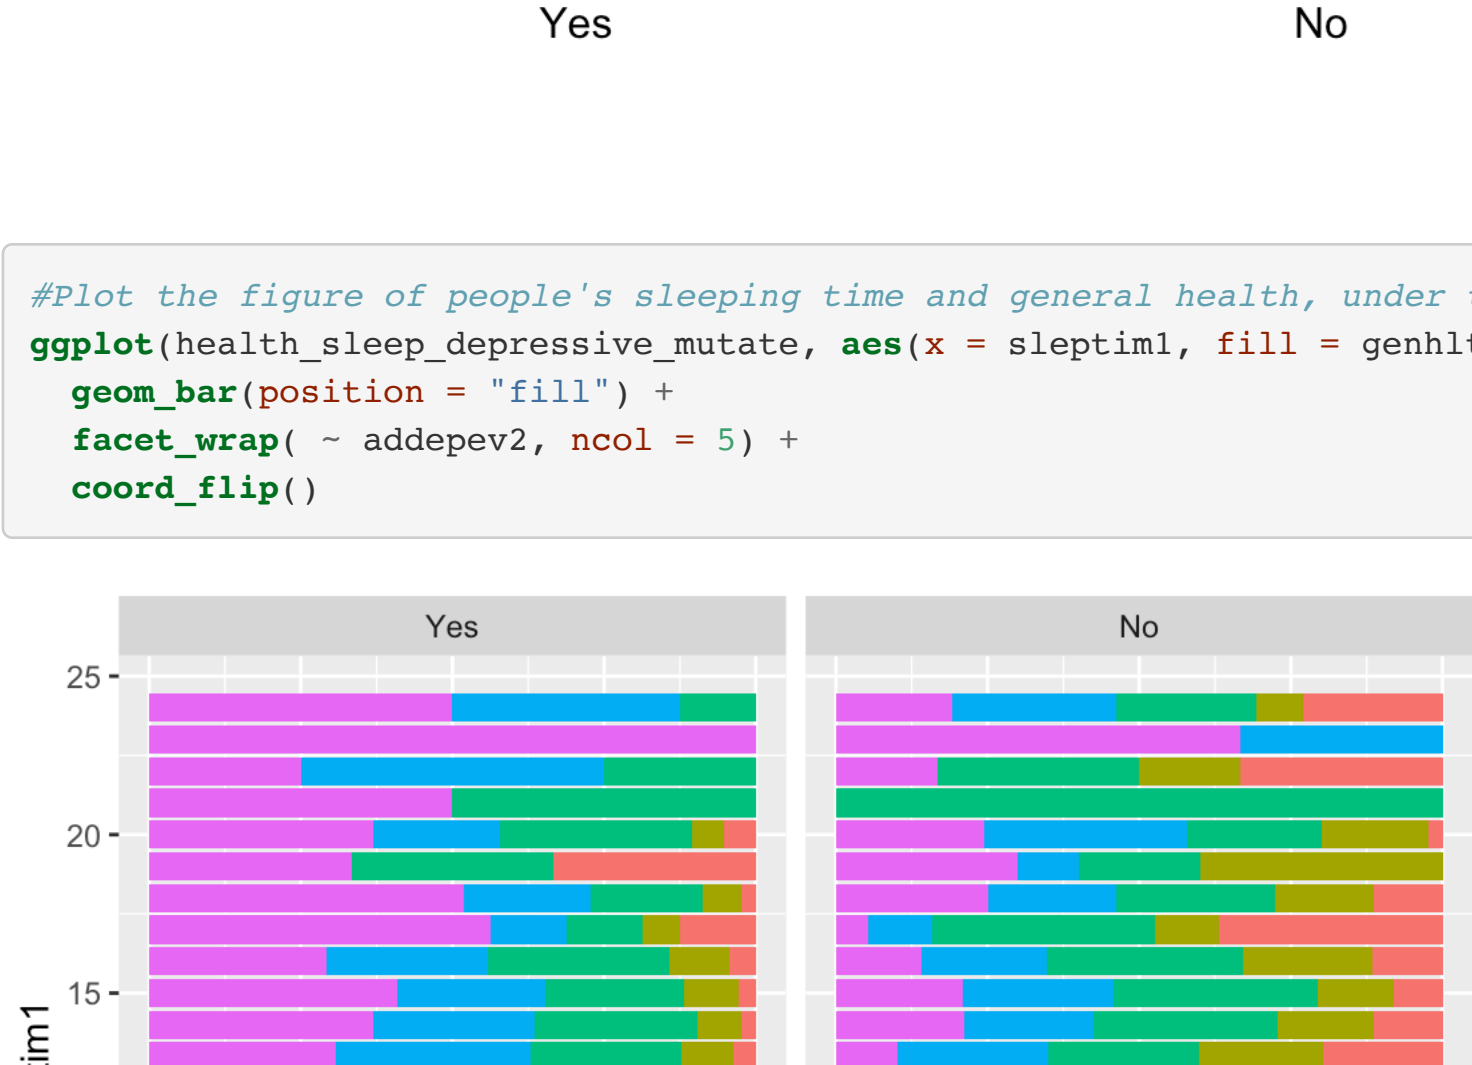 Yes No
#Plot the figure of people's sleeping time and general health, under
ggplot(health_sleep_depressive_mutate, aes(x = sleptim1, fill = genhlt
geom_bar(position = "fill") +
facet_wrap( ~ addepev2, ncol = 5) +
coord_flip()
Yes No
25
20
15
tim1